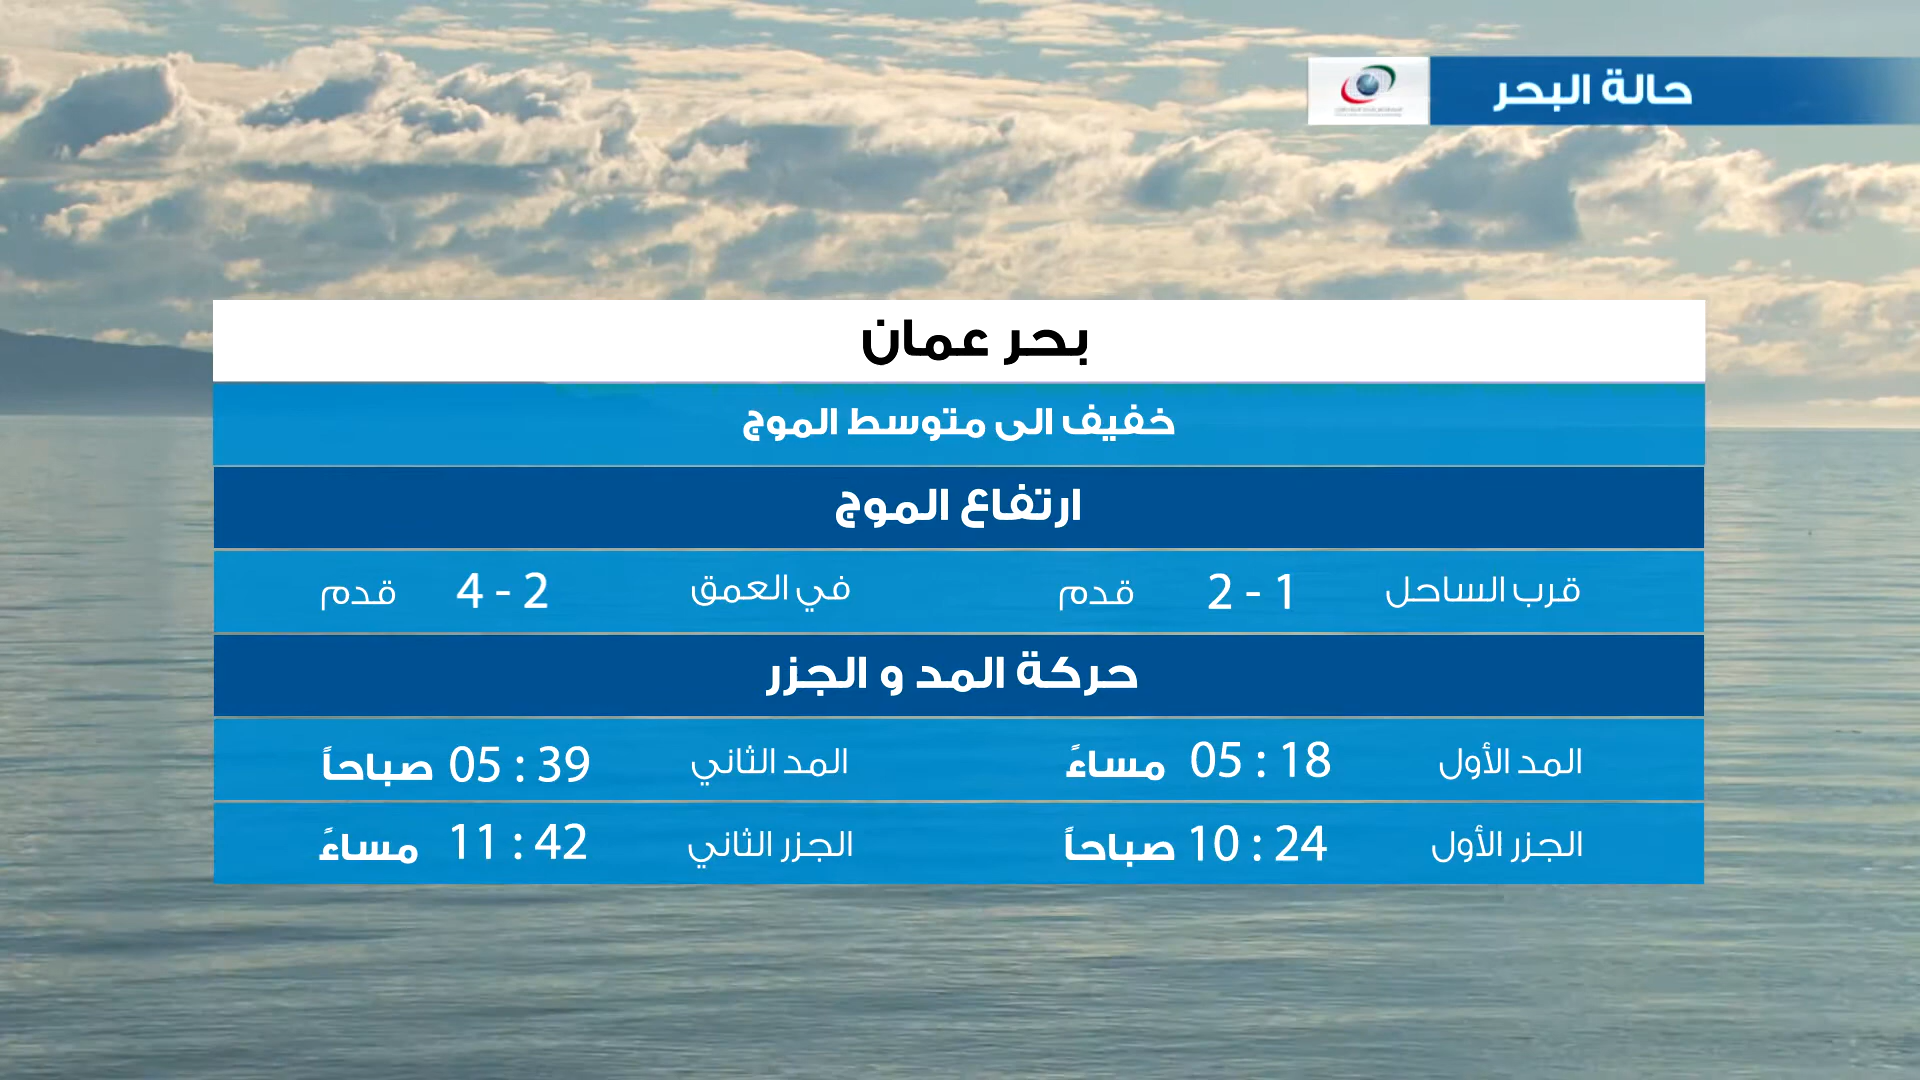 حالة البحر
بحر عمان
خفيف الى متوسط الموج
ارتفاع الموج
قرب الساحل 1 - 2 قدم في العمق 2 - 4 قدم
حركة المد و الجزر
المد الأول 05 : 18 مساءً المد الثاني 05 : 39 صباحاً
الجزر الأول 10 : 24 صباحاً الجزر الثاني 11 : 42 مساءً